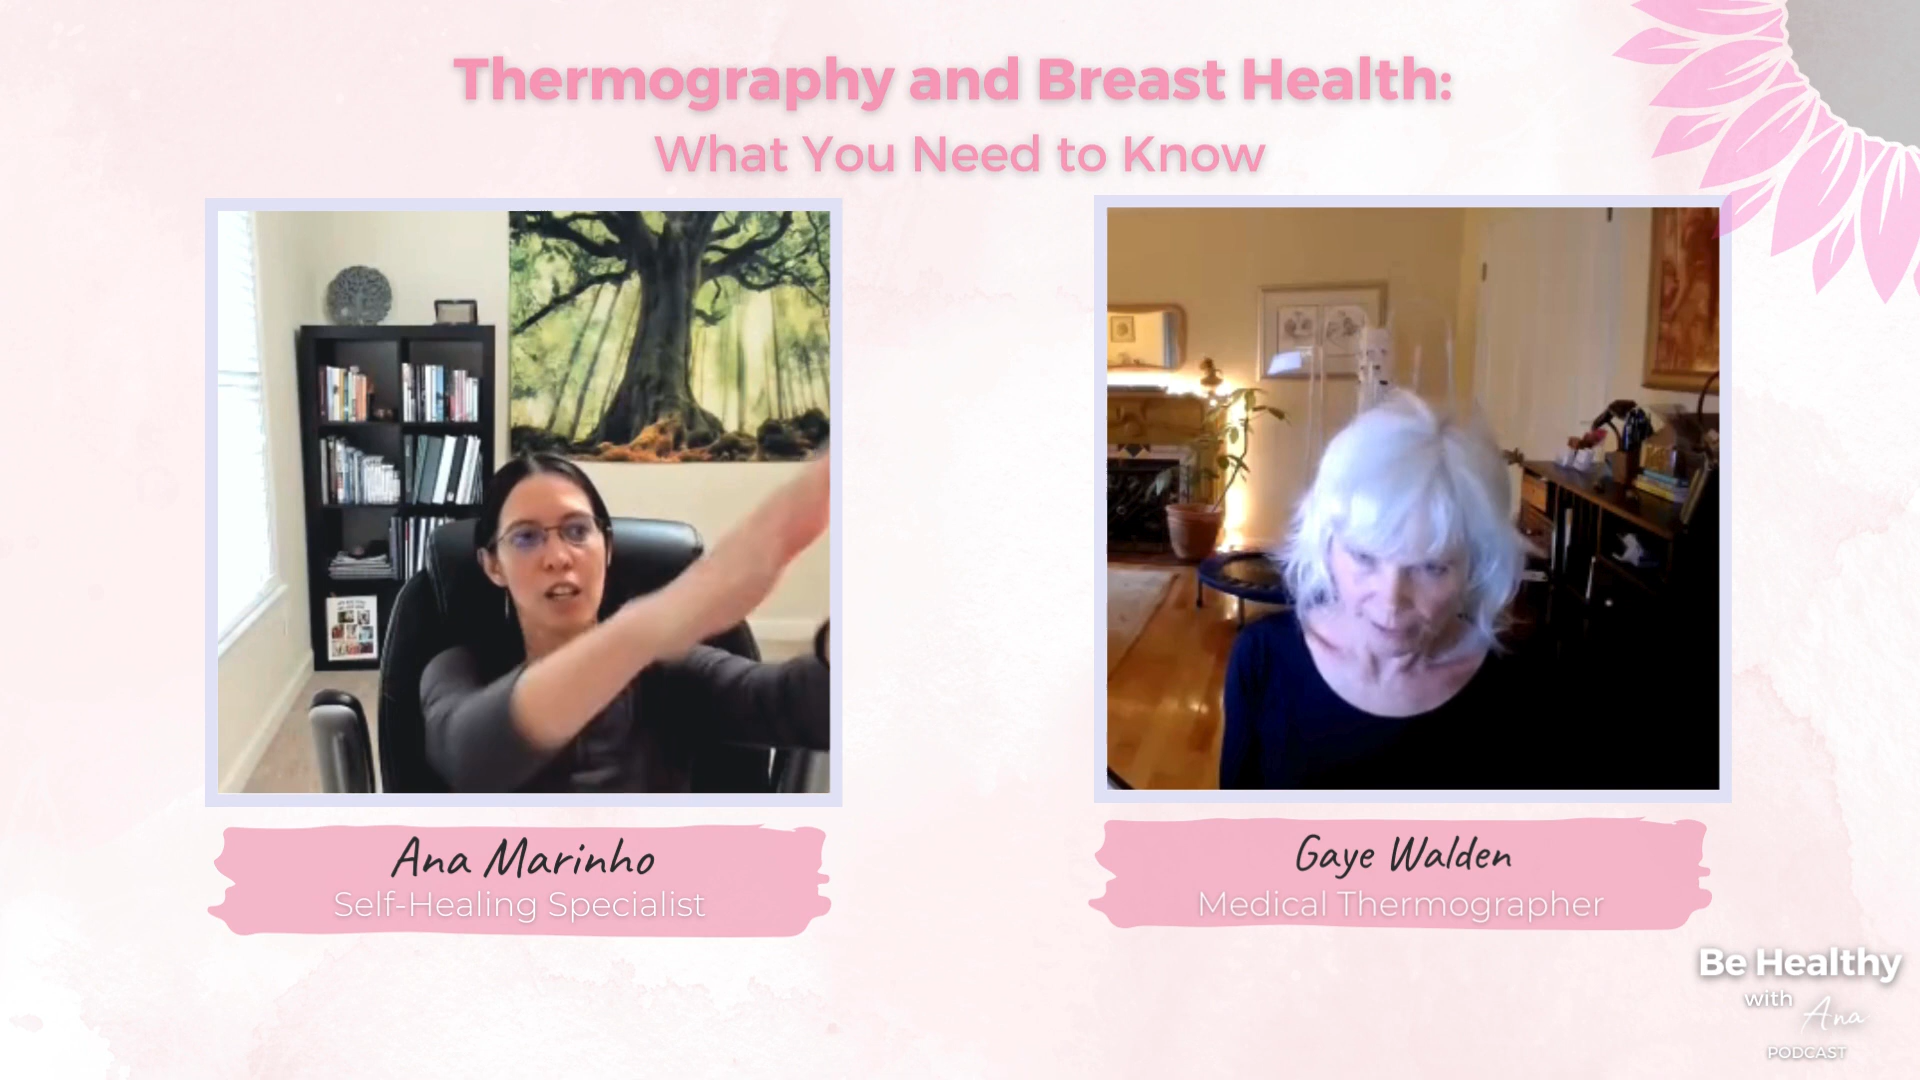 Thermography and Breast Health:
What You Need to Know
Ana Marinho
Self-Healing Specialist
Gaye Walden
Medical Thermographer
Be Healthy
with Ana
PODCAST